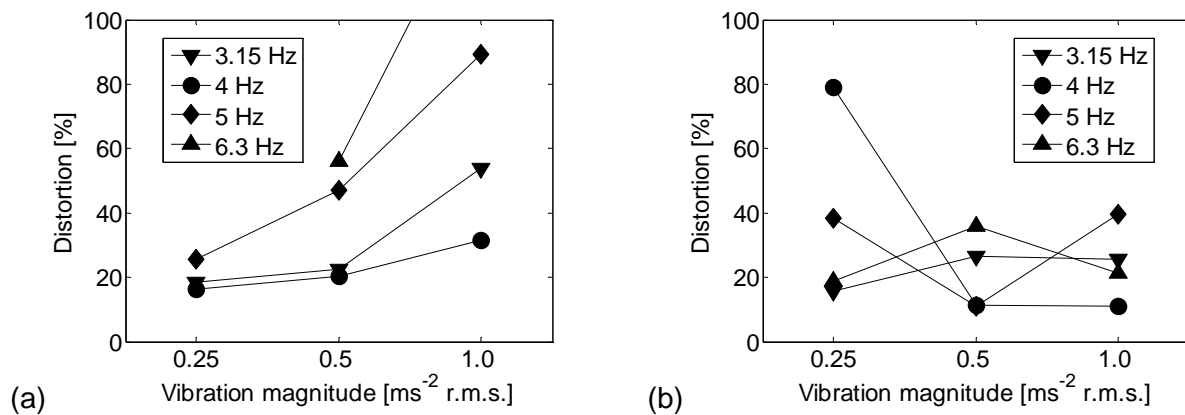 100
80
60
40
20
0
Distortion [%]
3.15 Hz
4 Hz
5 Hz
6.3 Hz
0.25 0.5 1.0
Vibration magnitude [ms⁻² r.m.s.]
(a)
100
80
60
40
20
0
Distortion [%]
3.15 Hz
4 Hz
5 Hz
6.3 Hz
0.25 0.5 1.0
Vibration magnitude [ms⁻² r.m.s.]
(b)